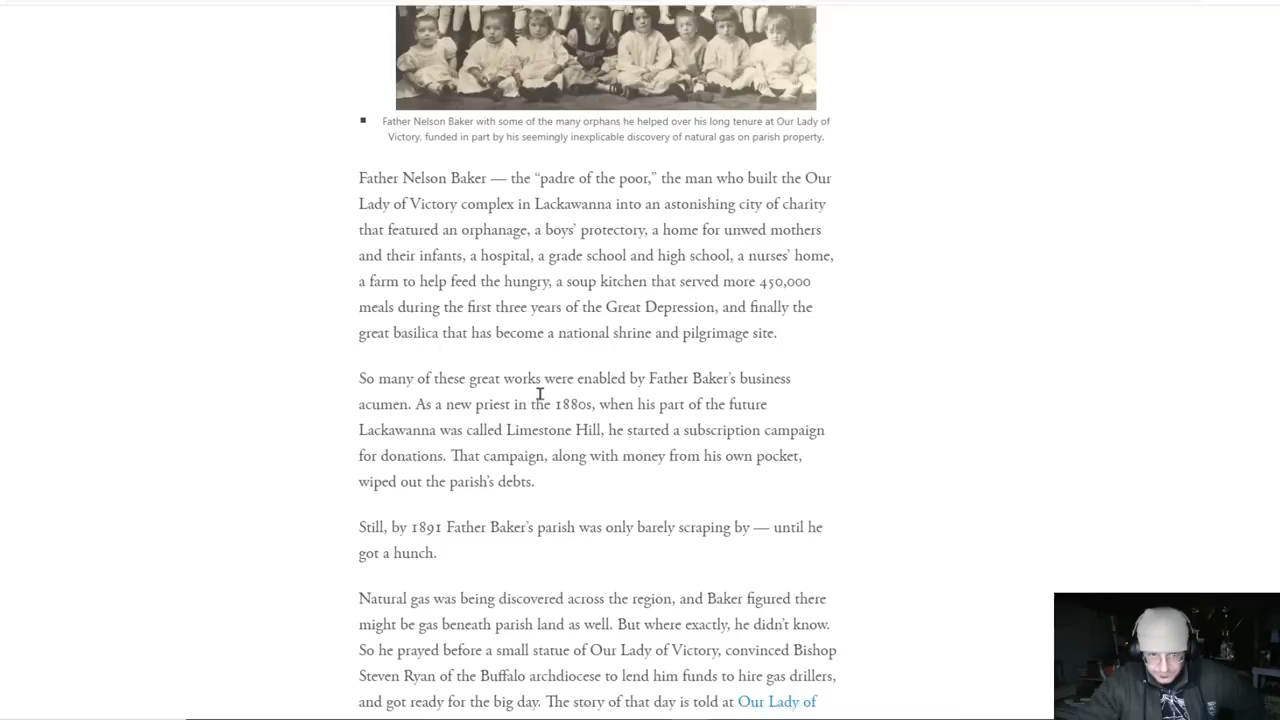 Father Nelson Baker with some of the many orphans he helped over his long tenure at Our Lady of
Victory, funded in part by his seemingly inexplicable discovery of natural gas on parish property.
Father Nelson Baker — the “padre of the poor,” the man who built the Our
Lady of Victory complex in Lackawanna into an astonishing city of charity
that featured an orphanage, a boys’ protectory, a home for unwed mothers
and their infants, a hospital, a grade school and high school, a nurses’ home,
a farm to help feed the hungry, a soup kitchen that served more 450,000
meals during the first three years of the Great Depression, and finally the
great basilica that has become a national shrine and pilgrimage site.
So many of these great works were enabled by Father Baker’s business
acumen. As a new priest in the 1880s, when his part of the future
Lackawanna was called Limestone Hill, he started a subscription campaign
for donations. That campaign, along with money from his own pocket,
wiped out the parish’s debts.
Still, by 1891 Father Baker’s parish was only barely scraping by — until he
got a hunch.
Natural gas was being discovered across the region, and Baker figured there
might be gas beneath parish land as well. But where exactly, he didn’t know.
So he prayed before a small statue of Our Lady of Victory, convinced Bishop
Steven Ryan of the Buffalo archdiocese to lend him funds to hire gas drillers,
and got ready for the big day. The story of that day is told at Our Lady of